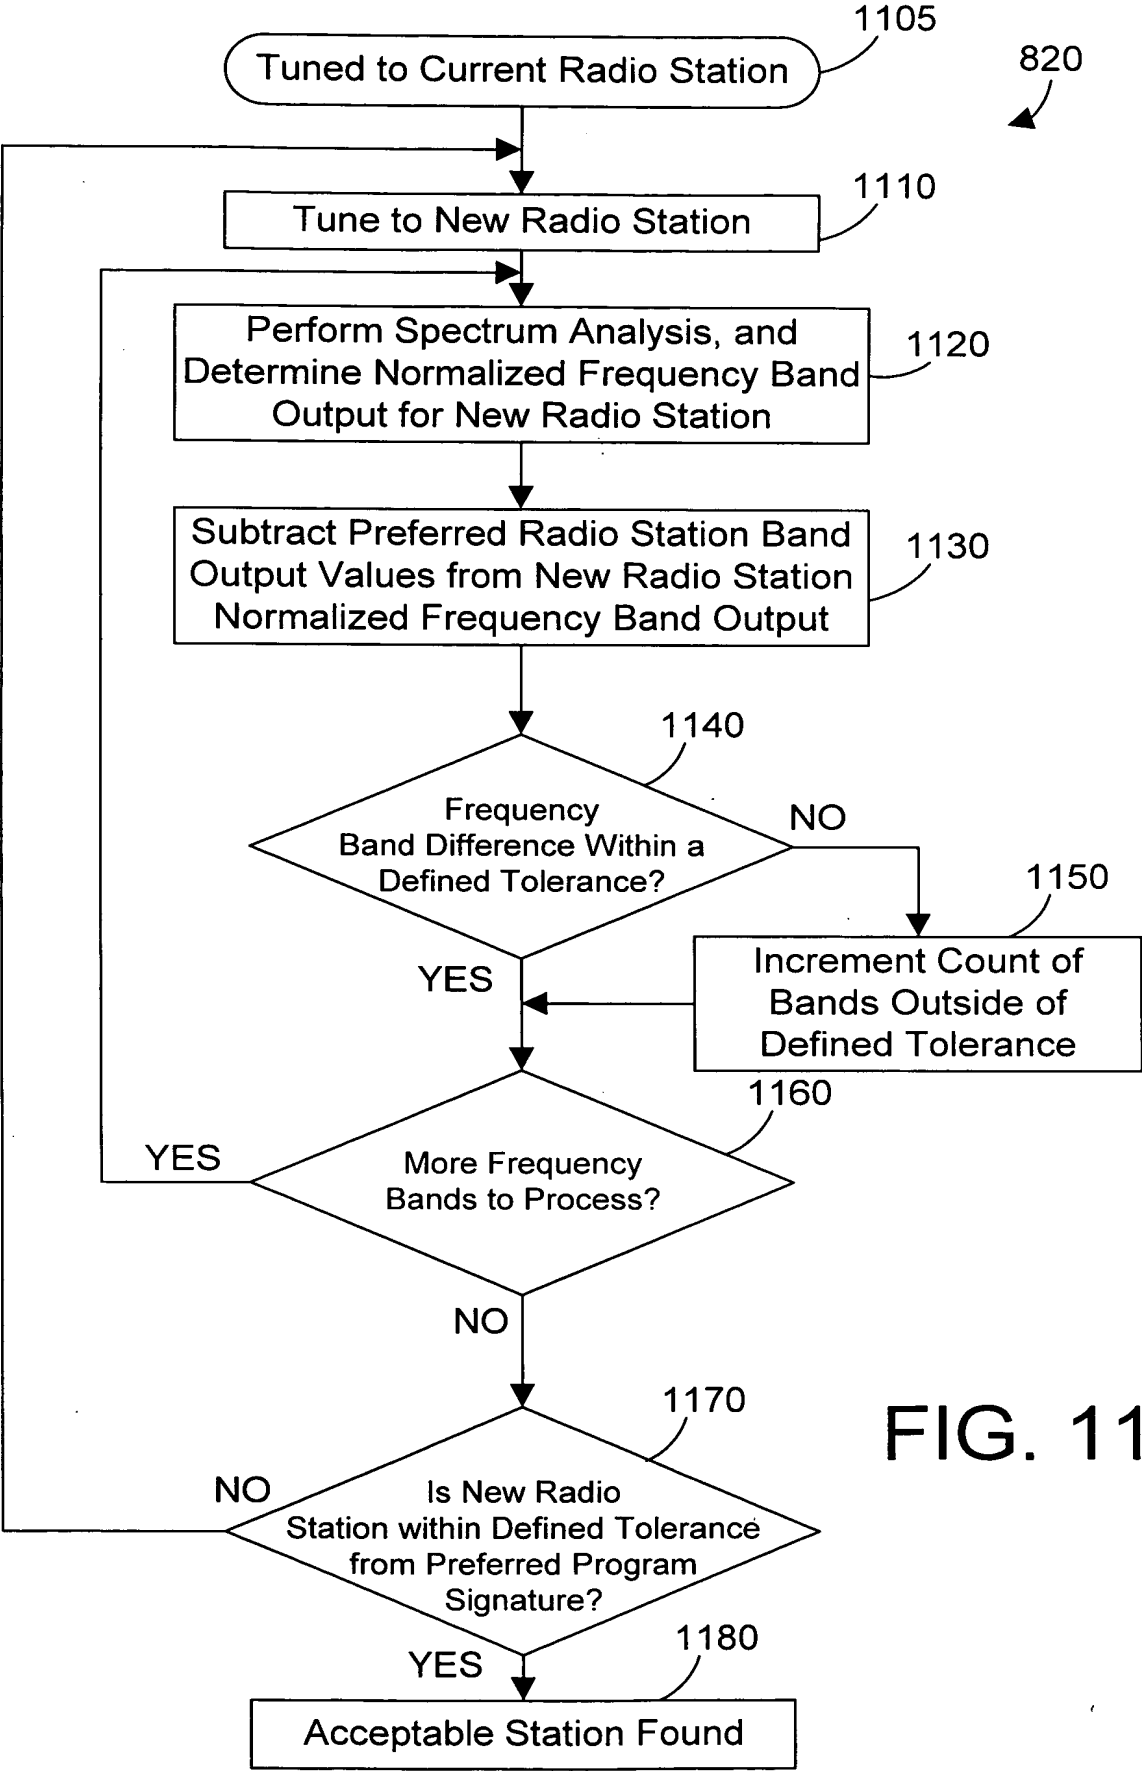 1105
Tuned to Current Radio Station
820
1110
Tune to New Radio Station
Perform Spectrum Analysis, and
Determine Normalized Frequency Band
Output for New Radio Station
1120
Subtract Preferred Radio Station Band
Output Values from New Radio Station
Normalized Frequency Band Output
1130
1140
Frequency
Band Difference Within a
Defined Tolerance?
NO
1150
YES
Increment Count of
Bands Outside of
Defined Tolerance
1160
YES
More Frequency
Bands to Process?
NO
1170
FIG. 11
NO
Is New Radio
Station within Defined Tolerance
from Preferred Program
Signature?
1180
YES
Acceptable Station Found